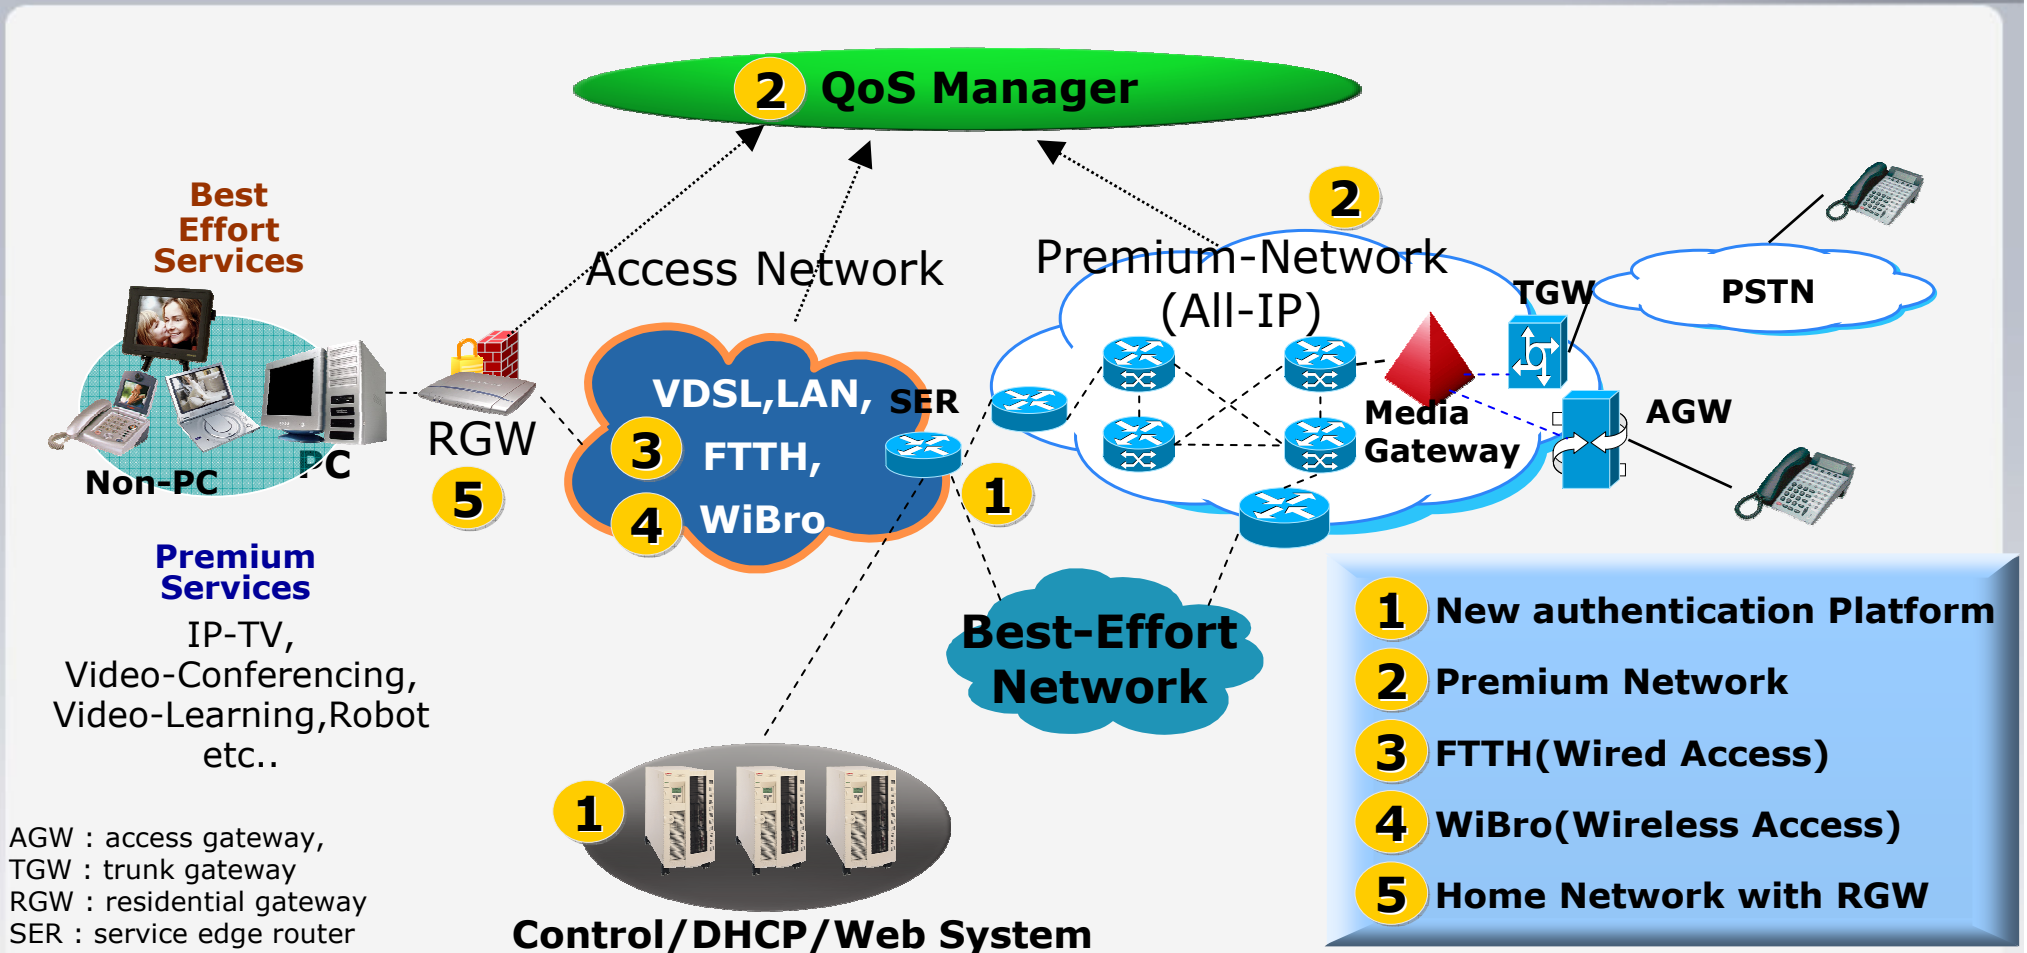 2 QoS Manager
Best
Effort
Services
2
Access Network
Premium-Network
(All-IP)
TGW
PSTN
VDSL,LAN,
SER
Media
Gateway
AGW
RGW
3 FTTH,
Non-PC
PC
5
1
4 WiBro
Premium
Services
IP-TV,
Video-Conferencing,
Video-Learning,Robot
etc..
Best-Effort
Network
1 New authentication Platform
2 Premium Network
3 FTTH(Wired Access)
4 WiBro(Wireless Access)
5 Home Network with RGW
1
AGW : access gateway,
TGW : trunk gateway
RGW : residential gateway
SER : service edge router
Control/DHCP/Web System